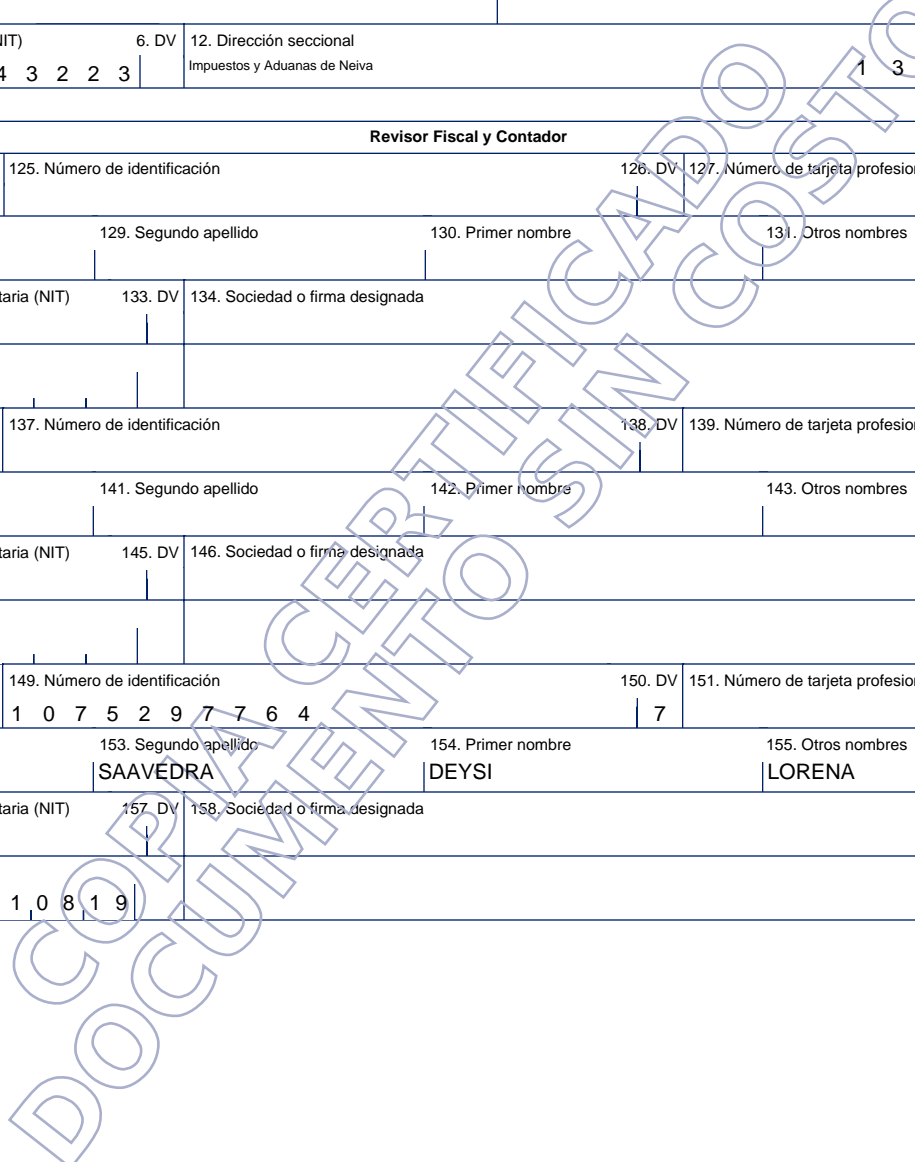 NIT) 6. DV 12. Dirección seccional
4 3 2 2 3 Impuestos y Aduanas de Neiva 1 3
Revisor Fiscal y Contador
125. Número de identificación 126. DV 127. Número de tarjeta profesion
129. Segundo apellido 130. Primer nombre 131. Otros nombres
taria (NIT) 133. DV 134. Sociedad o firma designada
137. Número de identificación 138. DV 139. Número de tarjeta profesion
141. Segundo apellido 142. Primer nombre 143. Otros nombres
taria (NIT) 145. DV 146. Sociedad o firma designada
149. Número de identificación 150. DV 151. Número de tarjeta profesion
1 0 7 5 2 9 7 7 6 4 7
153. Segundo apellido 154. Primer nombre 155. Otros nombres
SAAVEDRA DEYSI LORENA
taria (NIT) 157. DV 158. Sociedad o firma designada
1 0 8 1 9
COPIA CERTIFICADO
DOCUMENTO SIN COSTO